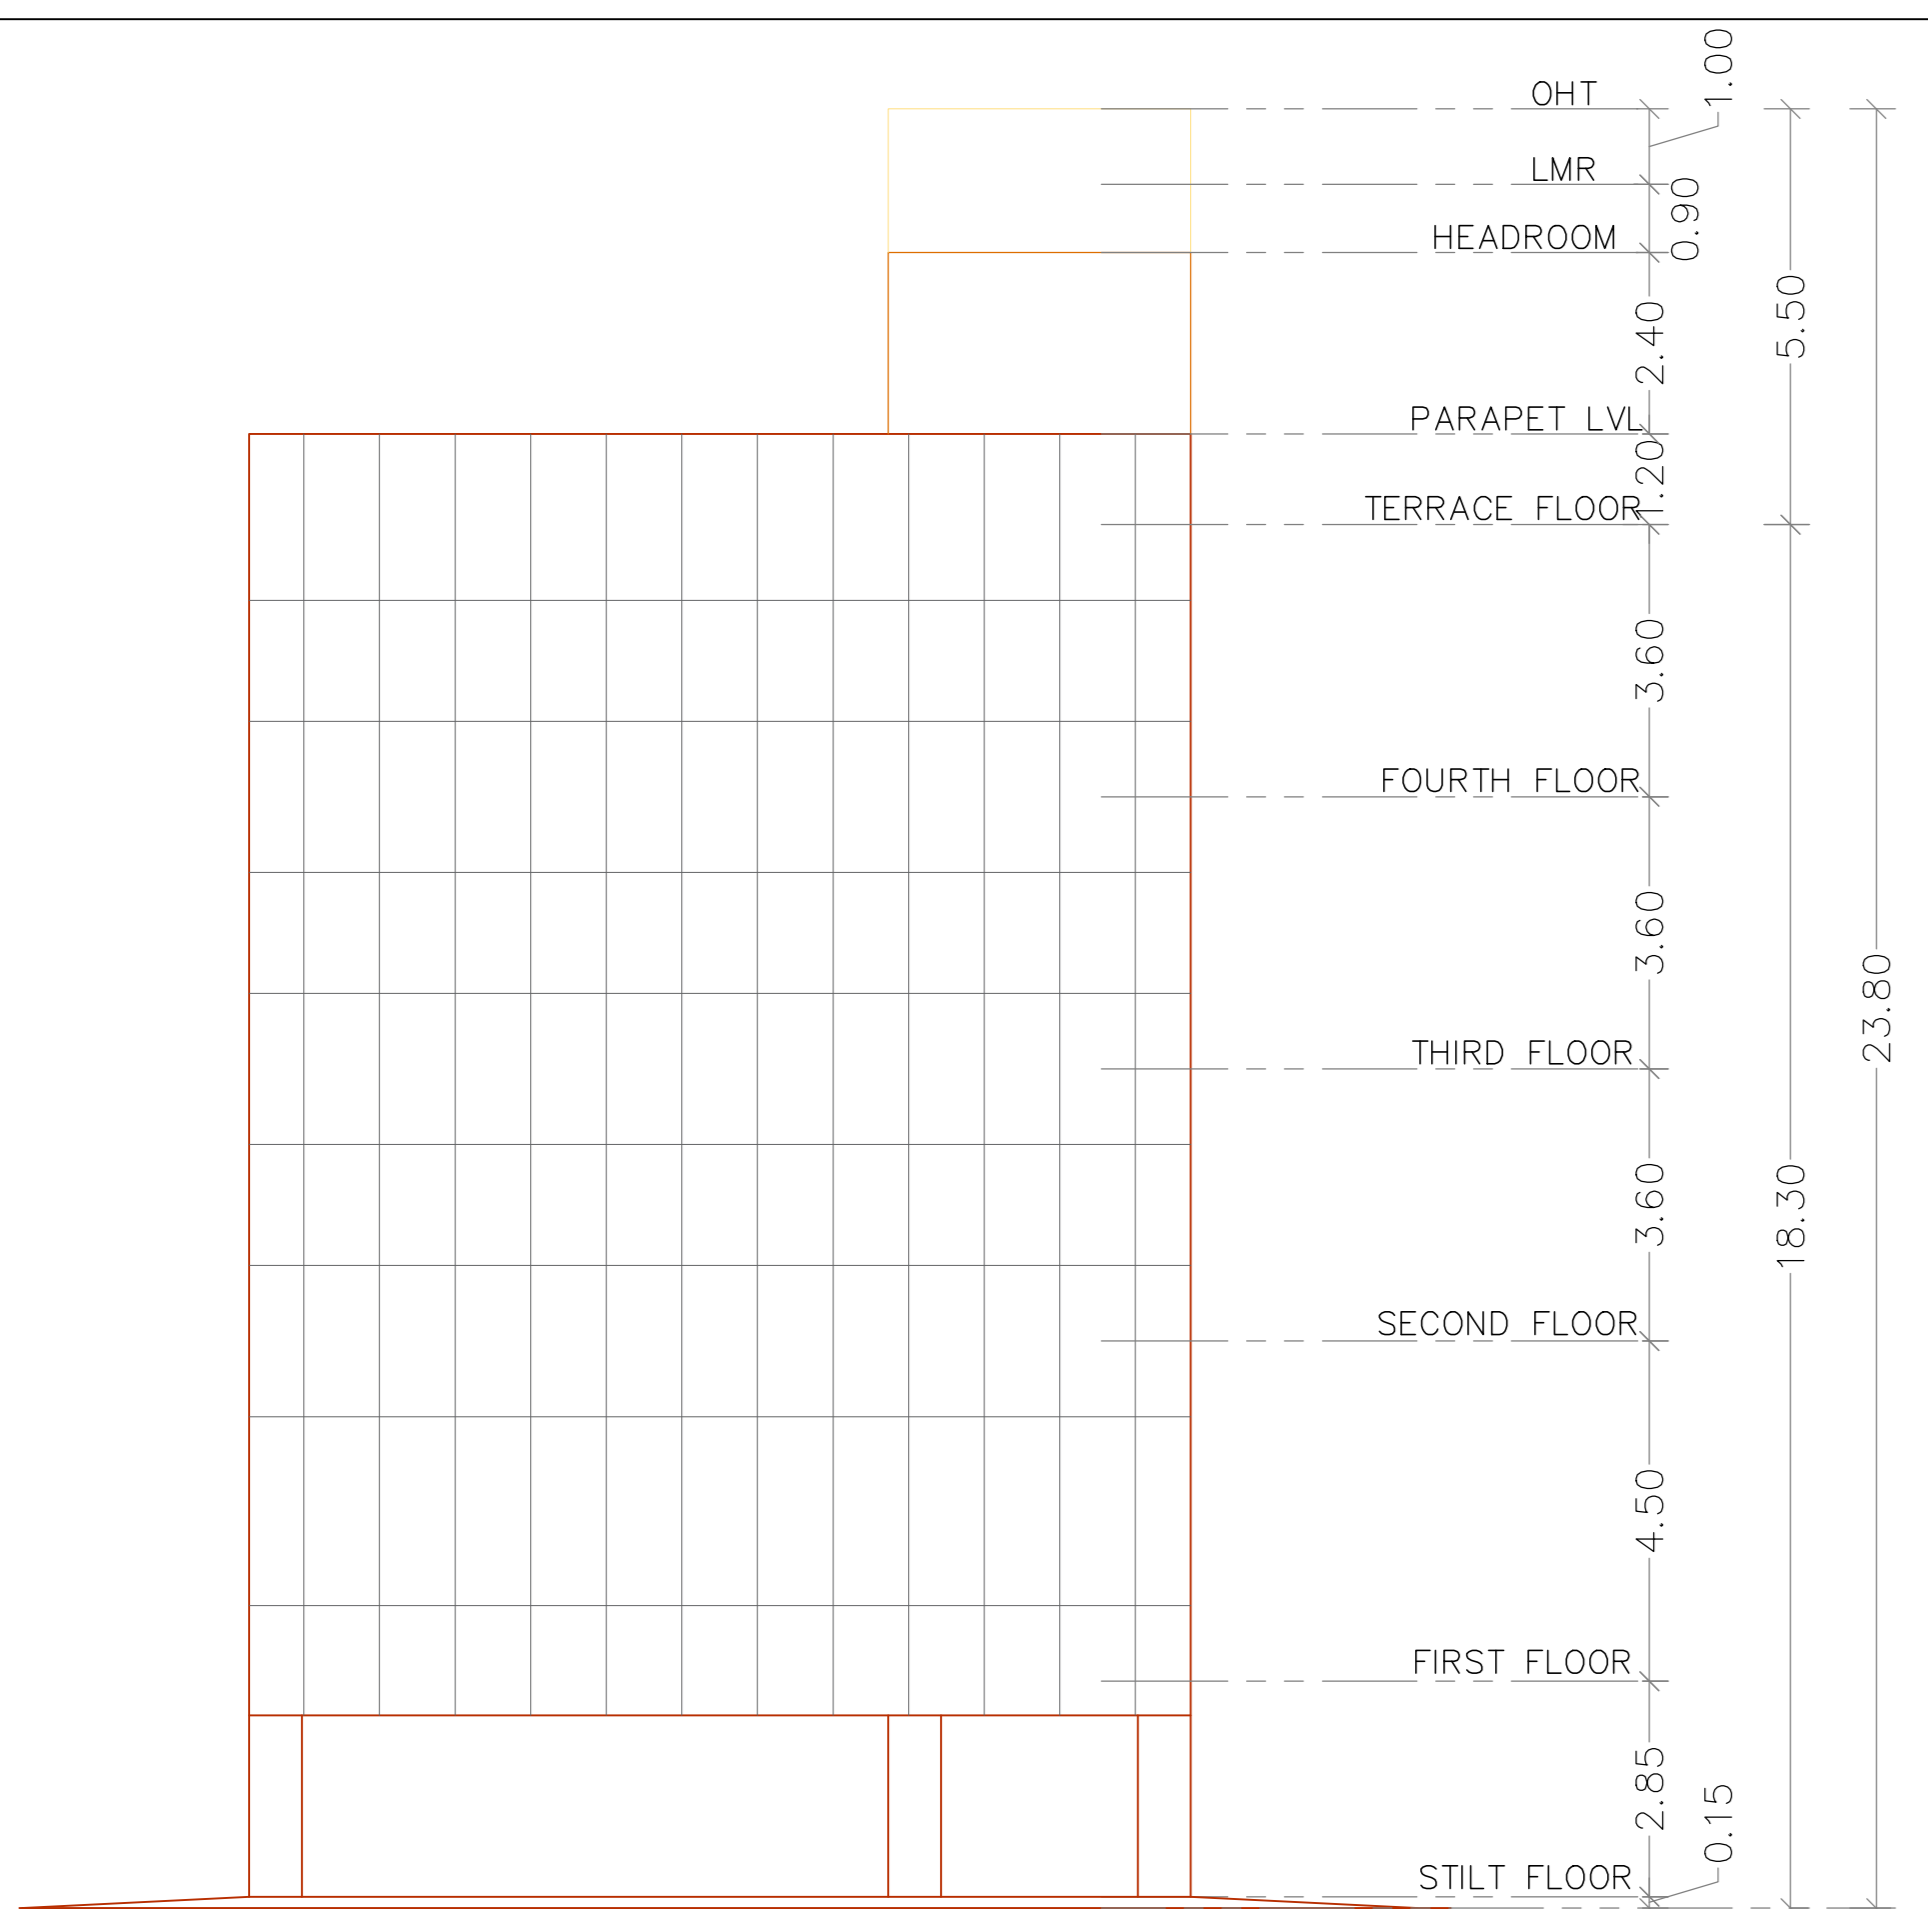 1.00
OHT
LMR
0.90
HEADROOM
2.40
5.50
PARAPET LVL
1.20
TERRACE FLOOR
3.60
FOURTH FLOOR
3.60
23.80
THIRD FLOOR
3.60
18.30
SECOND FLOOR
4.50
FIRST FLOOR
2.85
0.15
STILT FLOOR